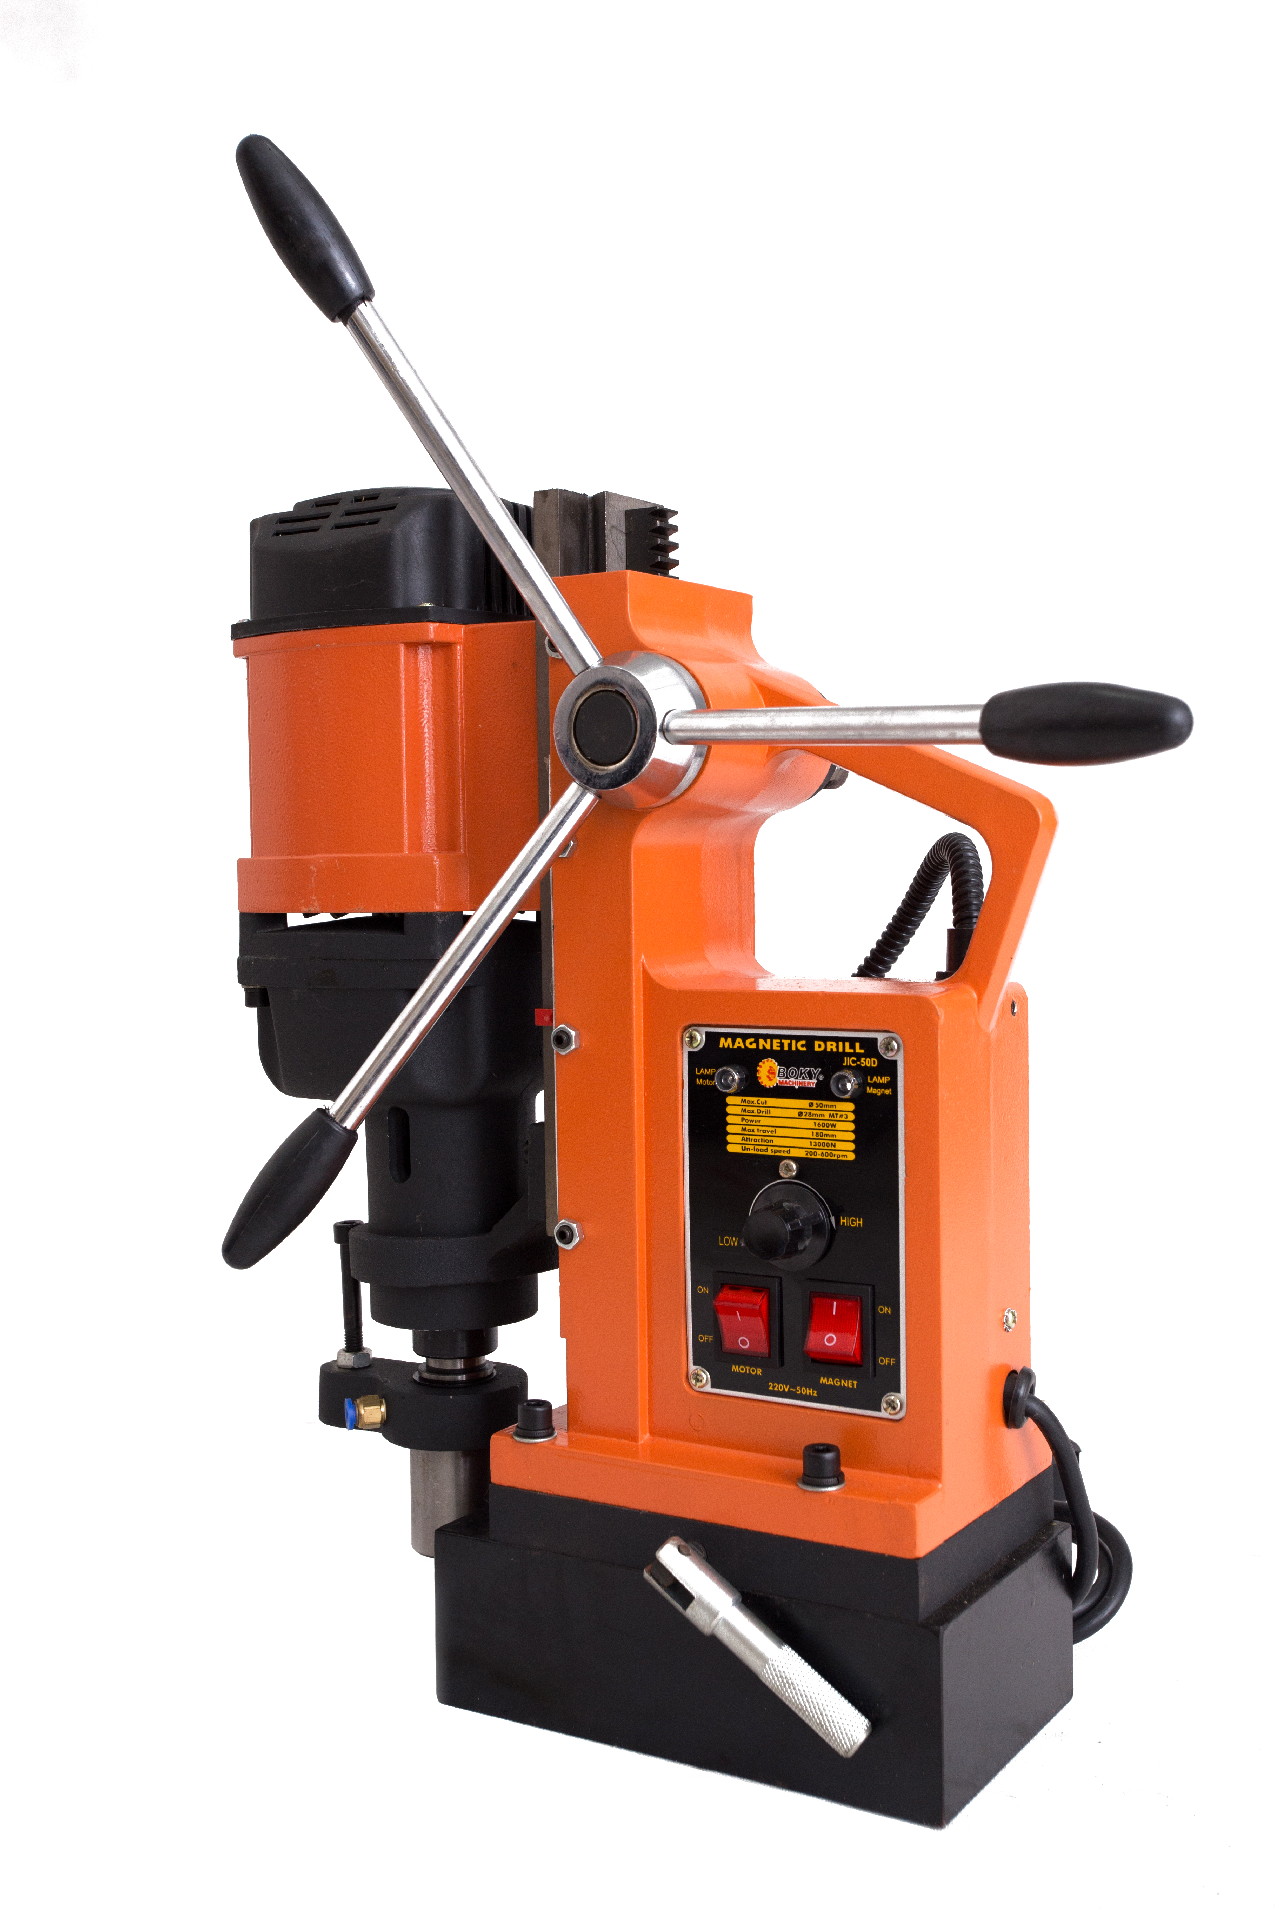 MAGNETIC DRILL
JIC-50D
LAMP
Motor
BOKY®
MACHINERY
LAMP
Magnet
Max.Cut Ø50mm
Max.Drill Ø28mm MT#3
Power 1600W
Max travel 180mm
Attraction 13000N
Un-load speed 200-600rpm
HIGH
LOW
ON
OFF
ON
OFF
MOTOR
MAGNET
220V~50Hz